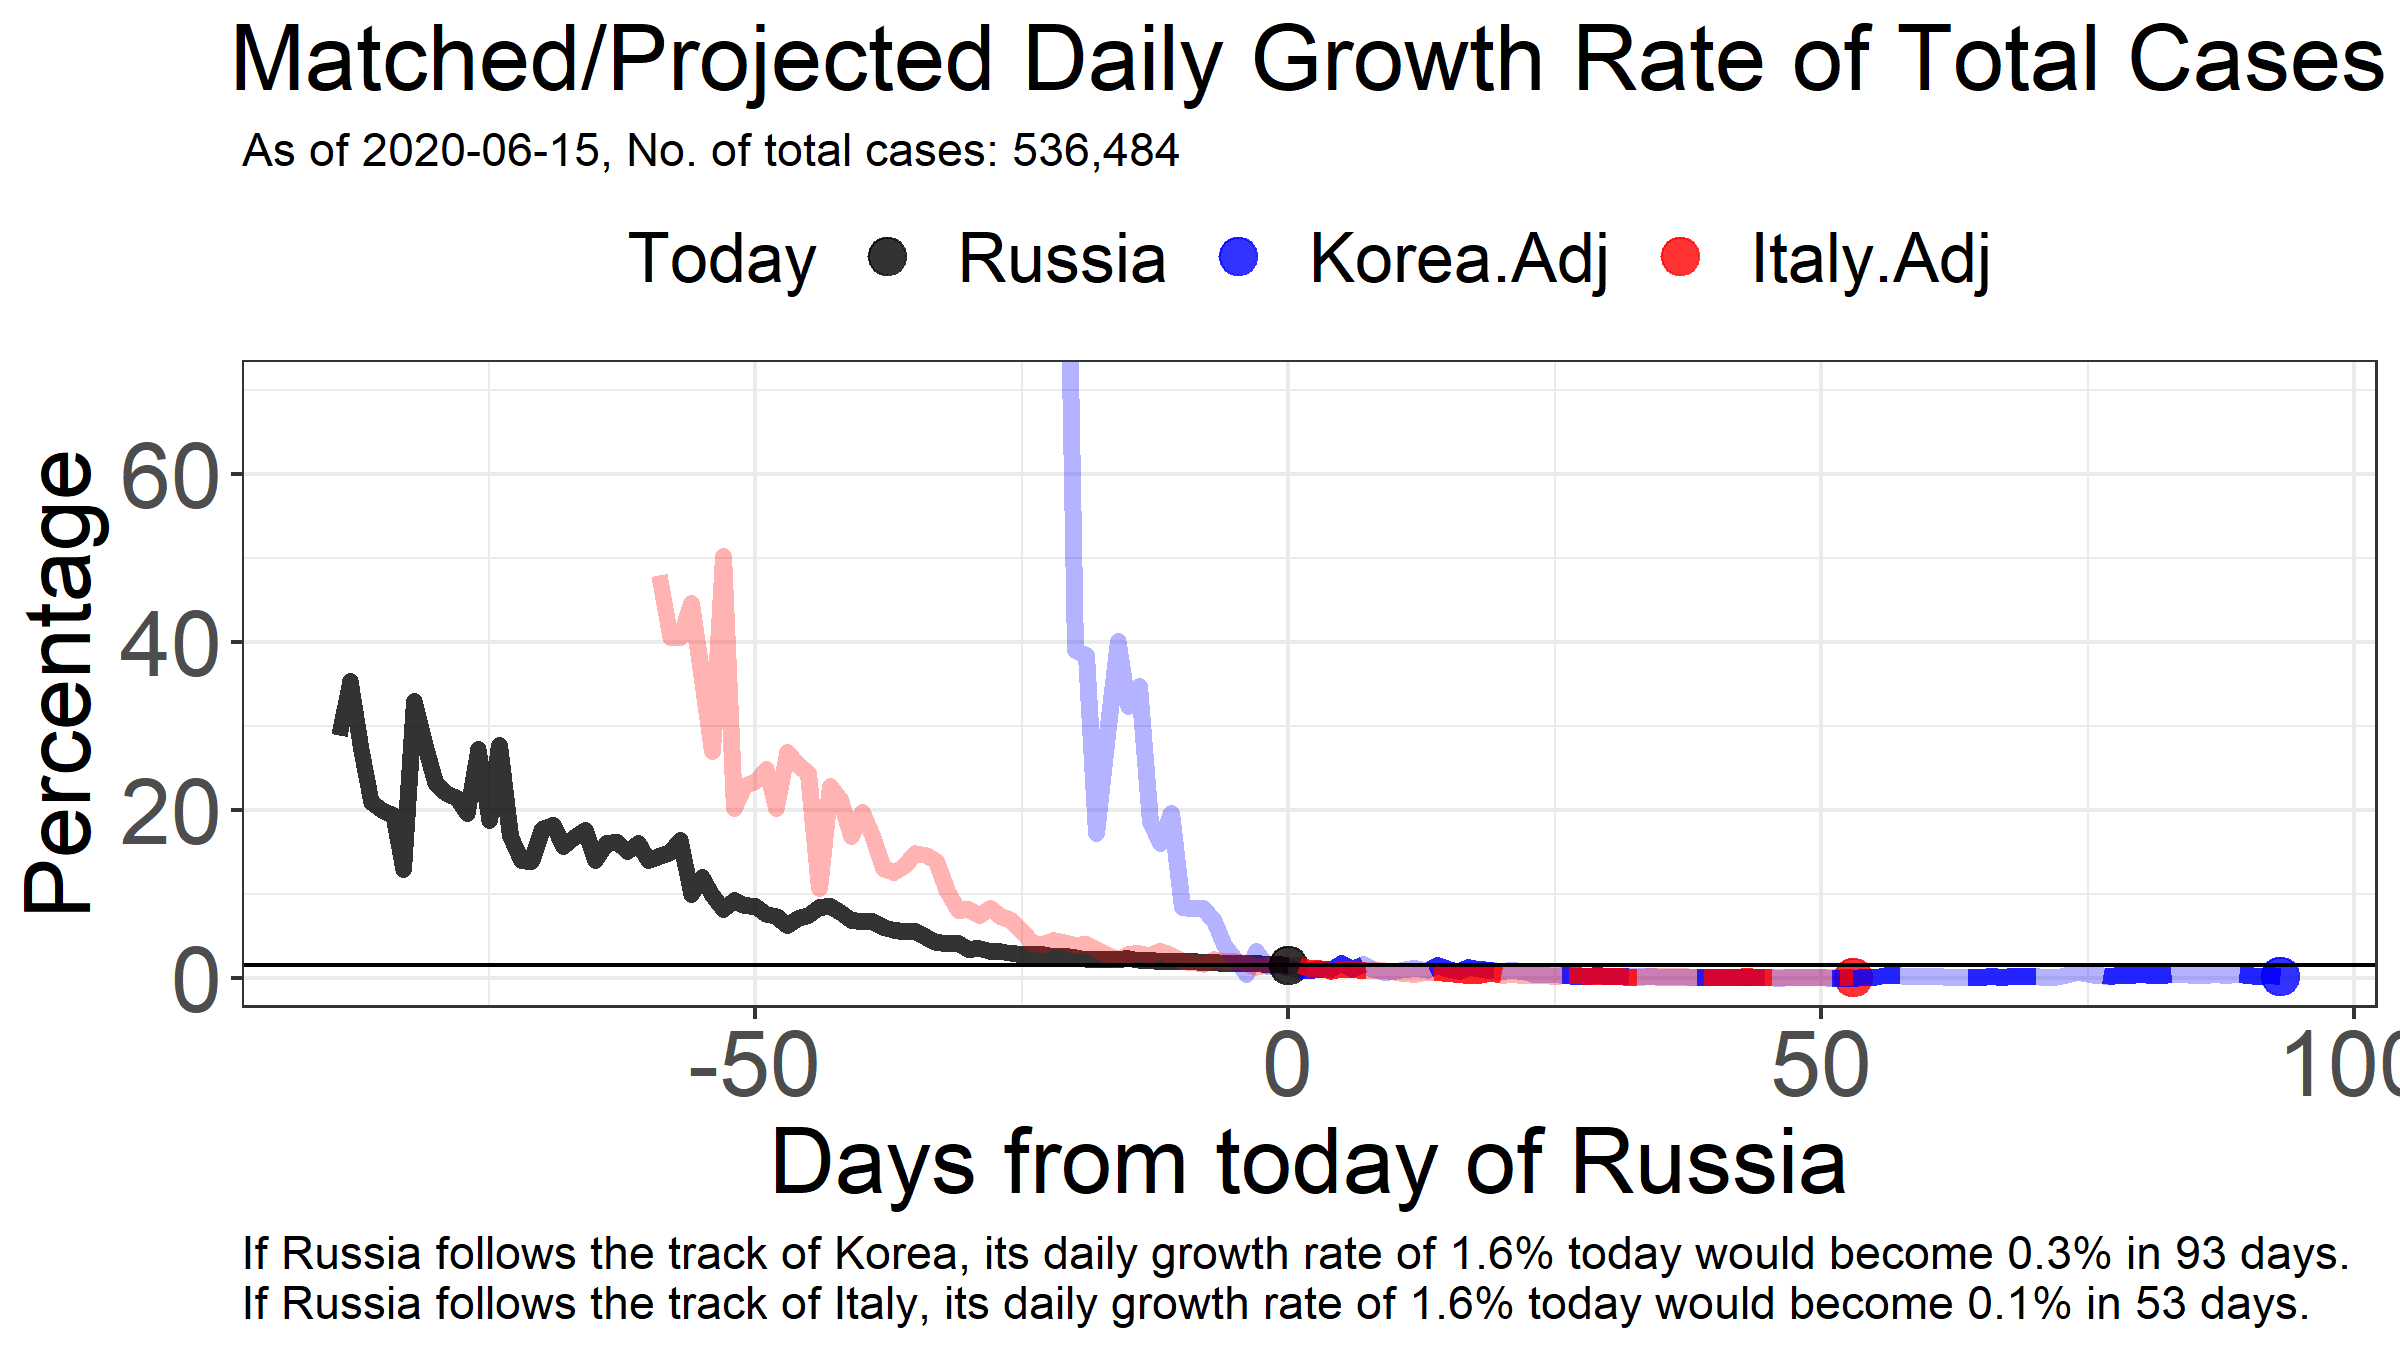 Matched/Projected Daily Growth Rate of Total Cases
As of 2020-06-15, No. of total cases: 536,484
Today Russia Korea.Adj Italy.Adj
Percentage
60
40
20
0
-50 0 50 100
Days from today of Russia
If Russia follows the track of Korea, its daily growth rate of 1.6% today would become 0.3% in 93 days.
If Russia follows the track of Italy, its daily growth rate of 1.6% today would become 0.1% in 53 days.